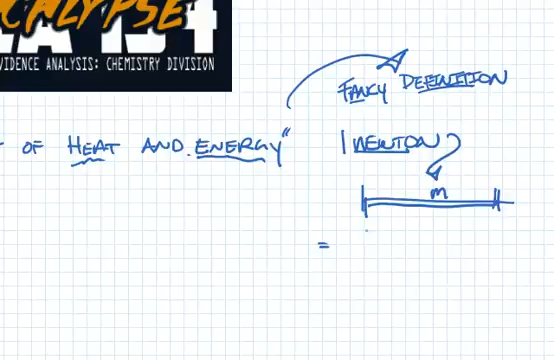 CALYPSE
VIDENCE ANALYSIS: CHEMISTRY DIVISION
FANCY DEFINITION
OF HEAT AND ENERGY"
1 NEWTON
m
=